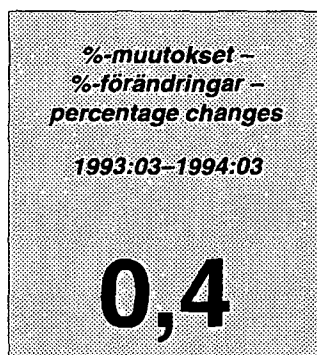 %-muutokset –
%-förändringar –
percentage changes
1993:03–1994:03
0,4